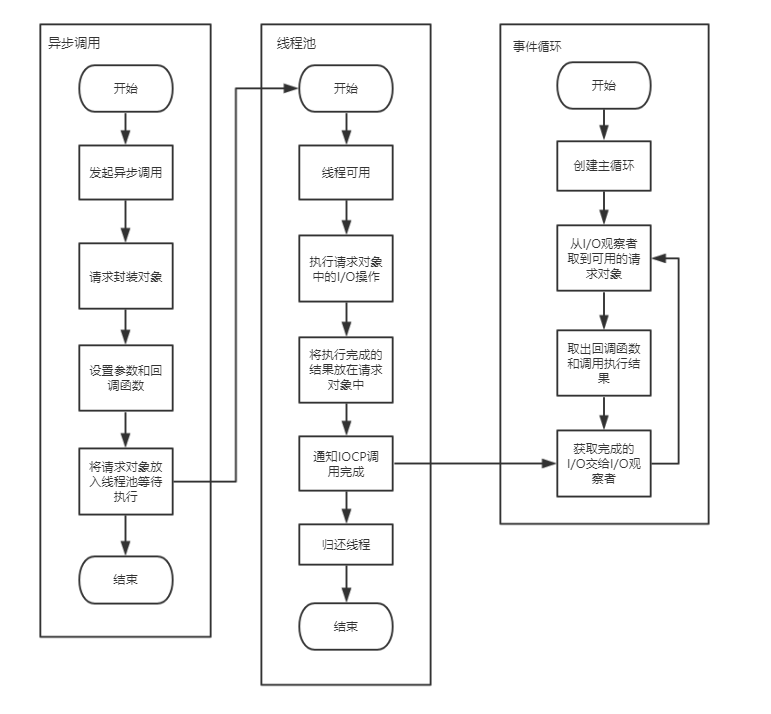 异步调用
开始
发起异步调用
请求封装对象
设置参数和回
调函数
将请求对象放
入线程池等待
执行
结束
线程池
开始
线程可用
执行请求对象
中的I/O操作
将执行完成的
结果放在请求
对象中
通知IOCP调
用完成
归还线程
结束
事件循环
开始
创建主循环
从I/O观察者
取到可用的请
求对象
取出回调函数
和调用执行结
果
获取完成的
I/O交给I/O观
察者